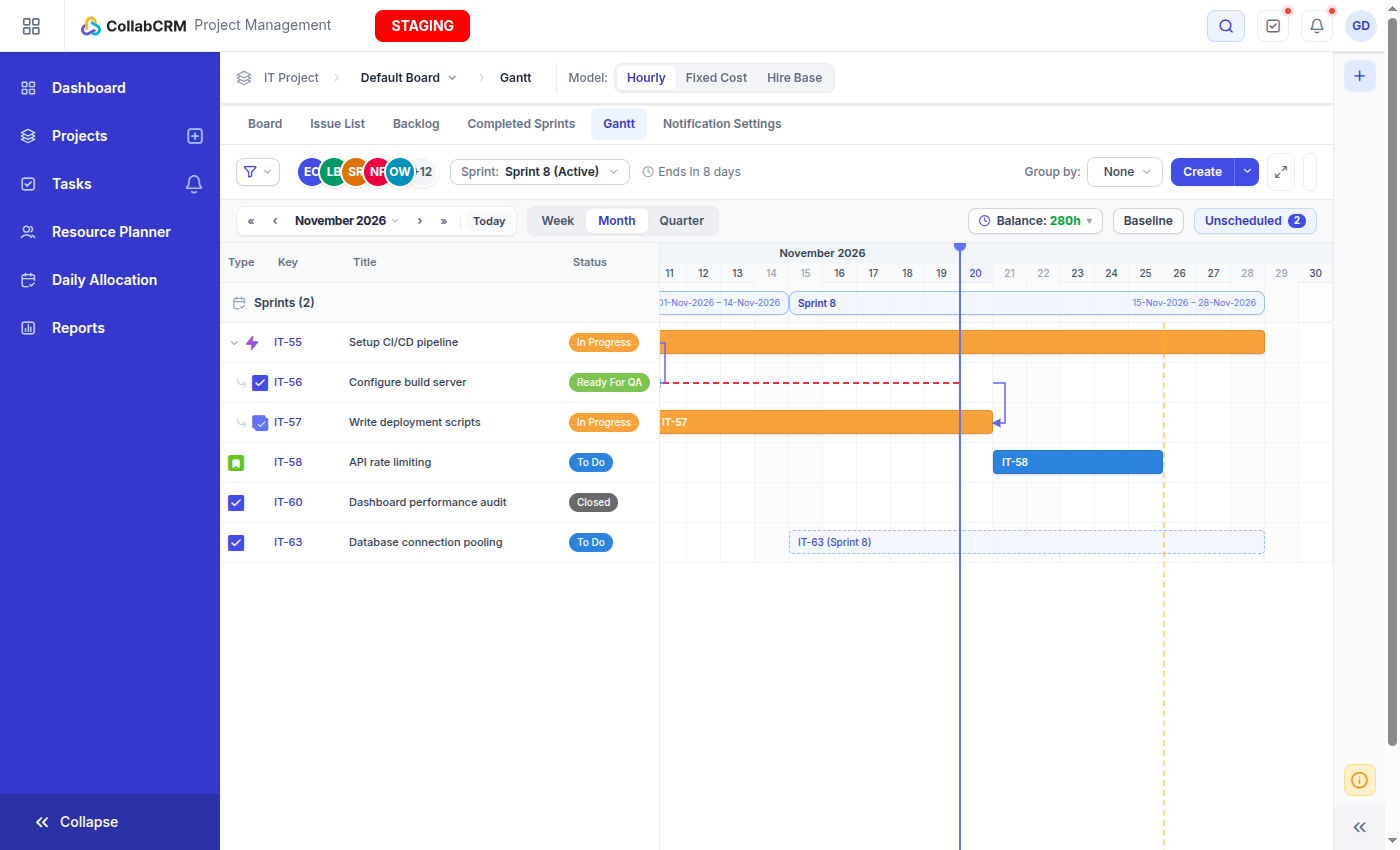 CollabCRM Project Management STAGING GD
Dashboard
Projects
Tasks
Resource Planner
Daily Allocation
Reports
Collapse
IT Project Default Board Gantt Model: Hourly Fixed Cost Hire Base
Board Issue List Backlog Completed Sprints Gantt Notification Settings
SR OW +12 Sprint: Sprint 8 (Active) Ends in 8 days Group by: None Create
November 2026 Today Week Month Quarter Balance: 280h Baseline Unscheduled 2
Type Key Title Status
November 2026
11 12 13 14 15 16 17 18 19 20 21 22 23 24 25 26 27 28 29 30
Sprints (2) 01-Nov-2026 – 14-Nov-2026 Sprint 8 15-Nov-2026 – 28-Nov-2026
IT-55 Setup CI/CD pipeline In Progress
IT-56 Configure build server Ready For QA
IT-57 Write deployment scripts In Progress IT-57
IT-58 API rate limiting To Do IT-58
IT-60 Dashboard performance audit Closed
IT-63 Database connection pooling To Do IT-63 (Sprint 8)